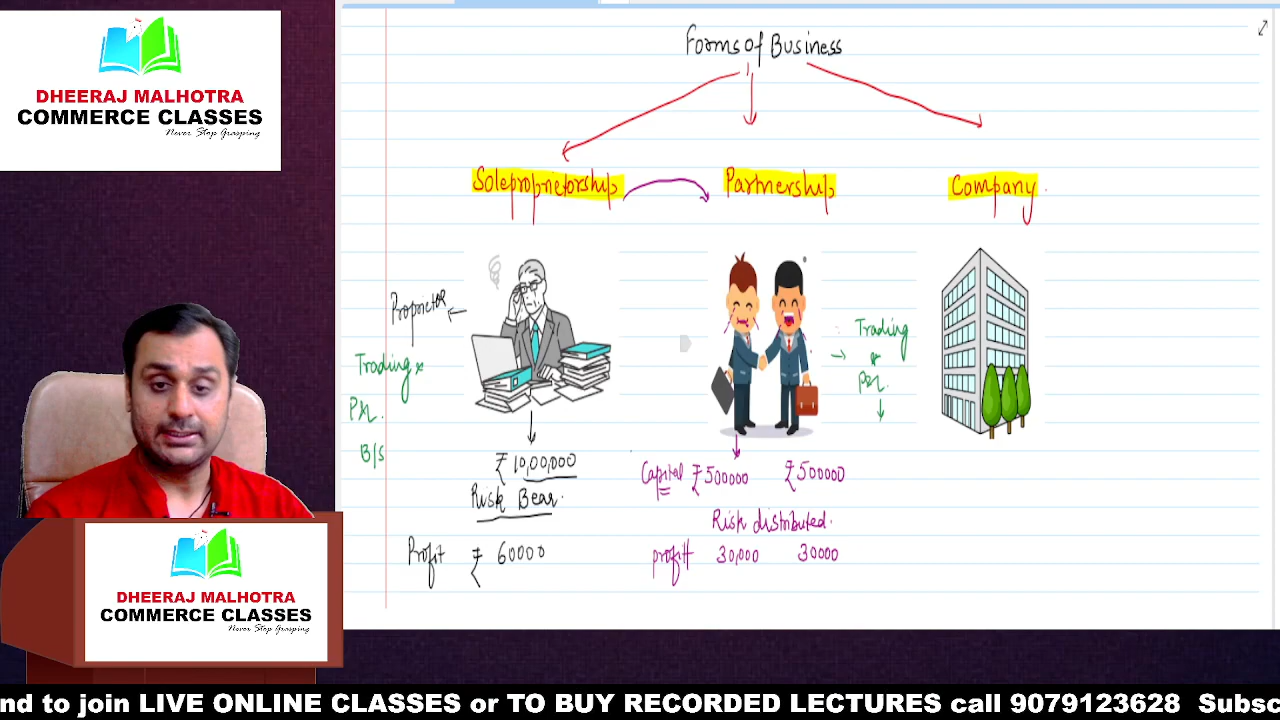 DHEERAJ MALHOTRA
COMMERCE CLASSES
Never Stop Grasping
Forms of Business
Soleproprietorship
Partnership
Company
Proprietor
Trading
P&L.
B/S
Trading
&
P&L.
₹ 10,00,000
Risk Bear.
Profit ₹ 60000
Capital ₹500000 ₹500000
Risk distributed.
profit 30,000 30000
DHEERAJ MALHOTRA
COMMERCE CLASSES
Never Stop Grasping
nd to join LIVE ONLINE CLASSES or TO BUY RECORDED LECTURES call 9079123628 Subsc